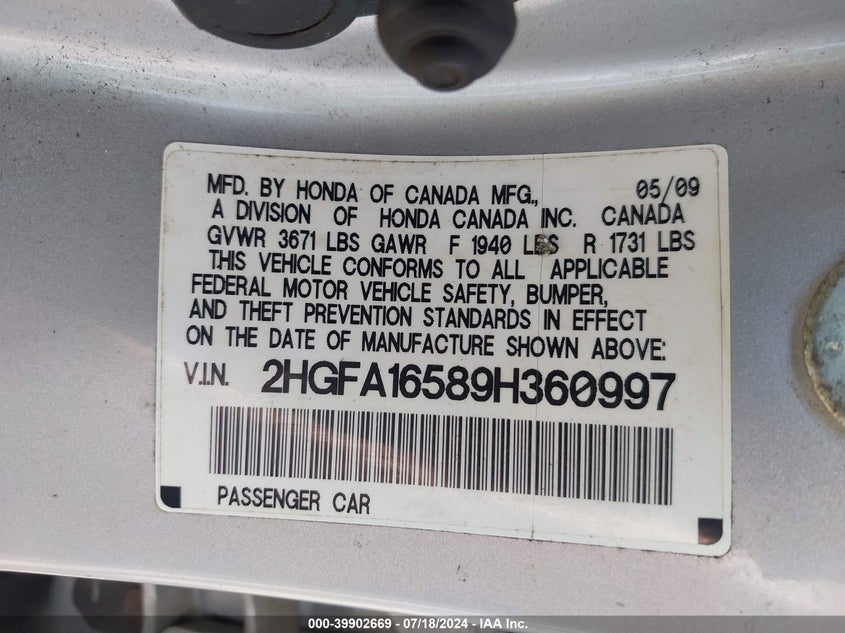 MFD. BY HONDA OF CANADA MFG., 05/09
A DIVISION OF HONDA CANADA INC. CANADA
GVWR 3671 LBS GAWR F 1940 LBS R 1731 LBS
THIS VEHICLE CONFORMS TO ALL APPLICABLE
FEDERAL MOTOR VEHICLE SAFETY, BUMPER,
AND THEFT PREVENTION STANDARDS IN EFFECT
ON THE DATE OF MANUFACTURE SHOWN ABOVE:
V.I.N. 2HGFA16589H360997
PASSENGER CAR
000-39902669 / 07/18/2024 - IAA Inc.